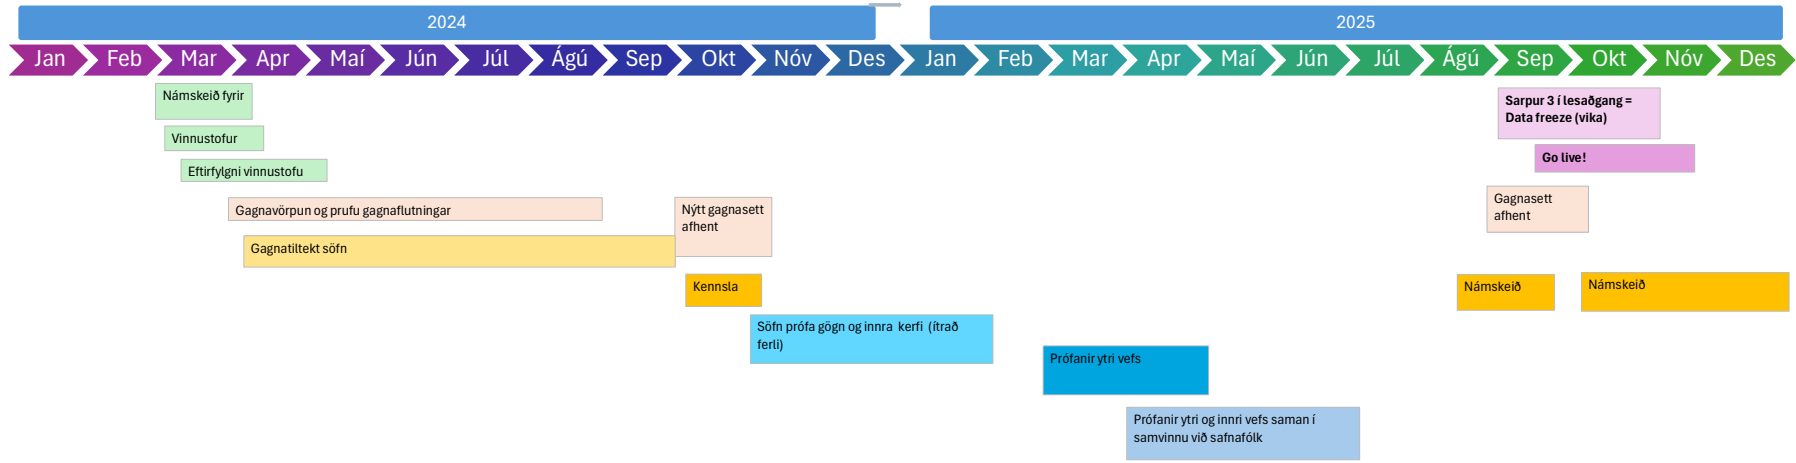 2024
2025
Jan Feb Mar Apr Maí Jún Júl Ágú Sep Okt Nóv Des Jan Feb Mar Apr Maí Jún Júl Ágú Sep Okt Nóv Des
Námskeið fyrir
Vinnustofur
Eftirfylgni vinnustofu
Gagnavörpun og prufu gagnaflutningar
Gagnatiltekt söfn
Nýtt gagnasett
afhent
Kennsla
Söfn prófa gögn og innra kerfi (ítrað
ferli)
Prófanir ytri vefs
Prófanir ytri og innri vefs saman í
samvinnu við safnafólk
Sarpur 3 í lesaðgang =
Data freeze (vika)
Go live!
Gagnasett
afhent
Námskeið
Námskeið